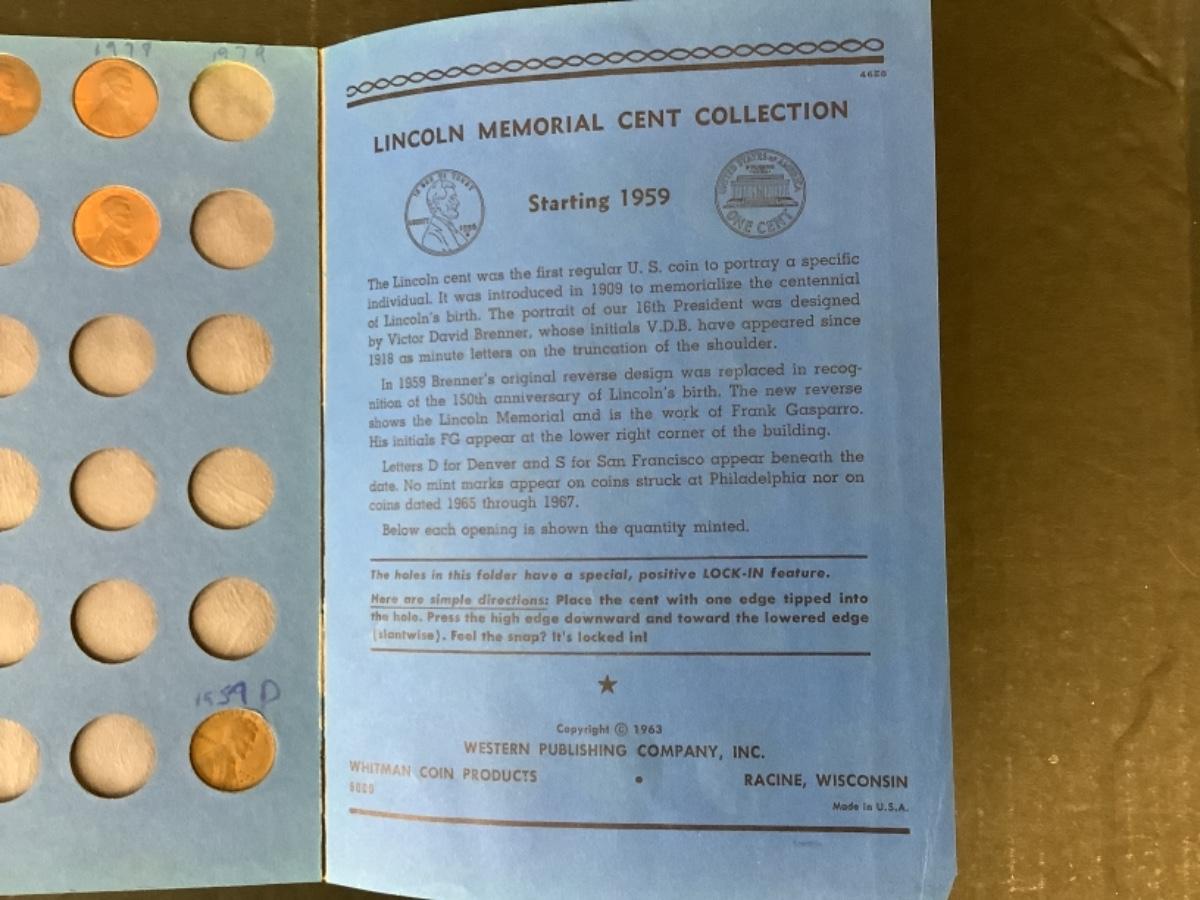 1978 1979
46E0
LINCOLN MEMORIAL CENT COLLECTION
Starting 1959
UNITED STATES OF AMERICA
ONE CENT
The Lincoln cent was the first regular U. S. coin to portray a specific
individual. It was introduced in 1909 to memorialize the centennial
of Lincoln's birth. The portrait of our 16th President was designed
by Victor David Brenner, whose initials V.D.B. have appeared since
1918 as minute letters on the truncation of the shoulder.
In 1959 Brenner's original reverse design was replaced in recog-
nition of the 150th anniversary of Lincoln's birth. The new reverse
shows the Lincoln Memorial and is the work of Frank Gasparro.
His initials FG appear at the lower right corner of the building.
Letters D for Denver and S for San Francisco appear beneath the
date. No mint marks appear on coins struck at Philadelphia nor on
coins dated 1965 through 1967.
Below each opening is shown the quantity minted.
The holes in this folder have a special, positive LOCK-IN feature.
Here are simple directions: Place the cent with one edge tipped into
the hole. Press the high edge downward and toward the lowered edge
(slantwise). Feel the snap? It's locked in!
1959 D
Copyright © 1963
WESTERN PUBLISHING COMPANY, INC.
WHITMAN COIN PRODUCTS • RACINE, WISCONSIN
Made in U.S.A.